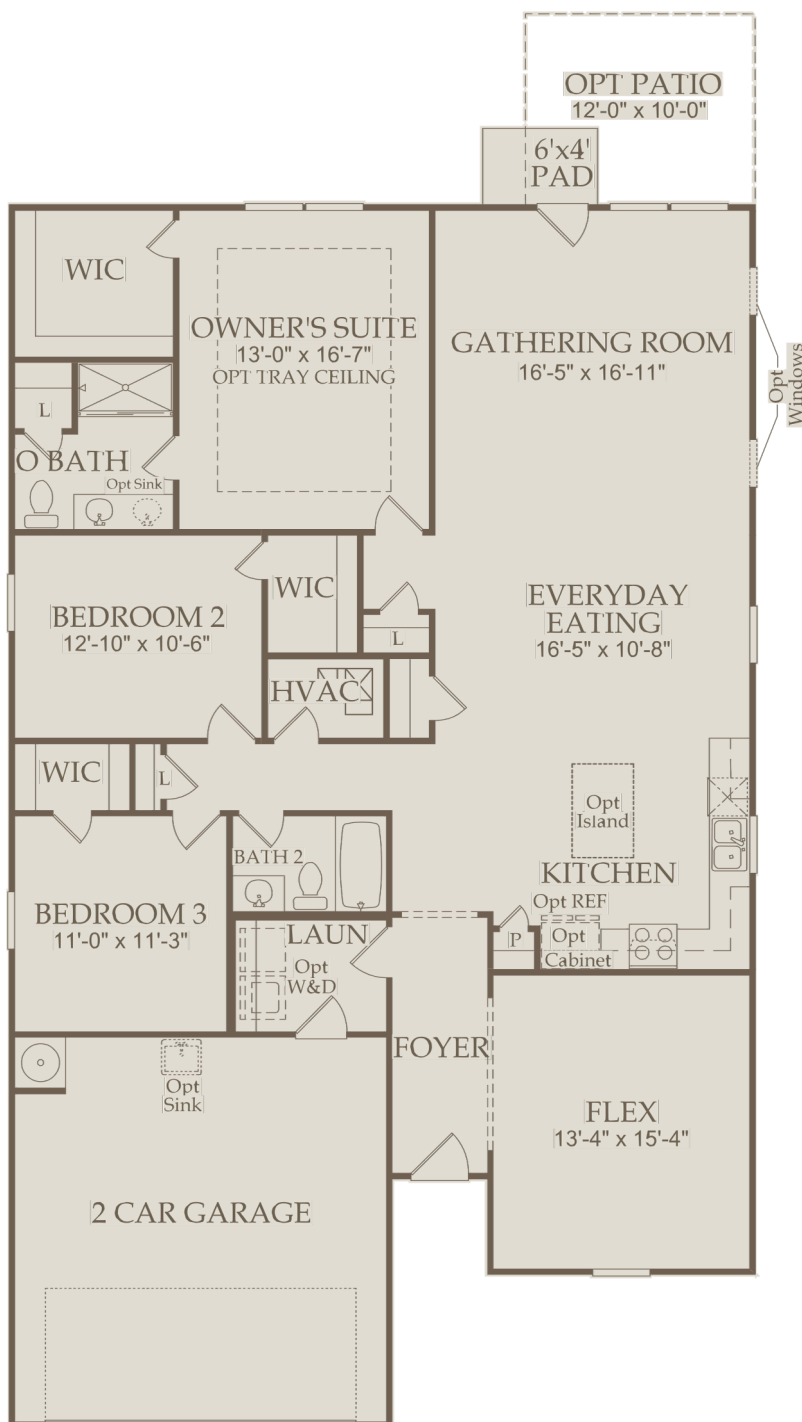 OPT PATIO
12'-0" x 10'-0"
6'x4'
PAD
WIC
OWNER'S SUITE
13'-0" x 16'-7"
OPT TRAY CEILING
GATHERING ROOM
16'-5" x 16'-11"
Opt
Windows
L
O BATH
Opt Sink
BEDROOM 2
12'-10" x 10'-6"
WIC
L
EVERYDAY
EATING
16'-5" x 10'-8"
HVAC
WIC
L
Opt
Island
BATH 2
KITCHEN
Opt REF
Opt
Cabinet
P
BEDROOM 3
11'-0" x 11'-3"
LAUN
Opt
W&D
FOYER
Opt
Sink
FLEX
13'-4" x 15'-4"
2 CAR GARAGE